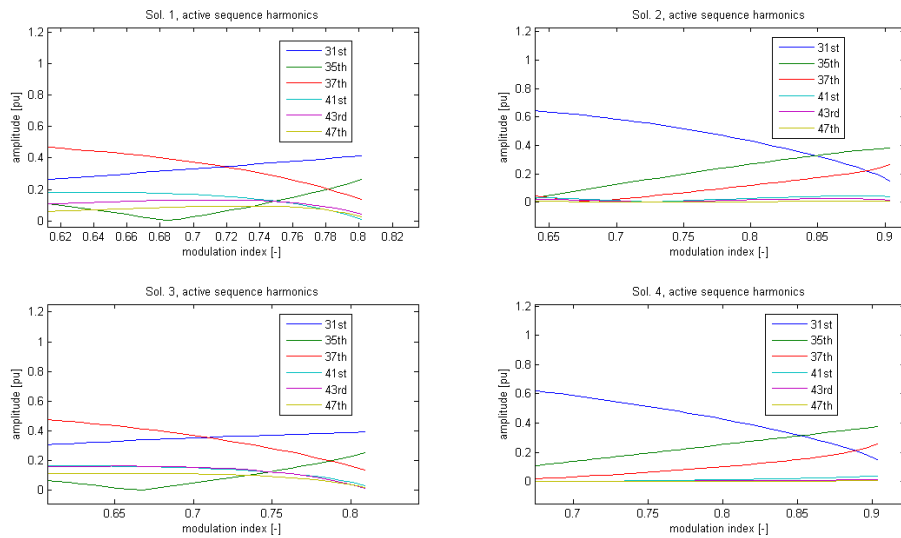 Sol. 1, active sequence harmonics
1.2
1
0.8
0.6
0.4
0.2
0
amplitude [pu]
31st
35th
37th
41st
43rd
47th
0.62 0.64 0.66 0.68 0.7 0.72 0.74 0.76 0.78 0.8 0.82
modulation index [-]
Sol. 2, active sequence harmonics
1.2
1
0.8
0.6
0.4
0.2
0
amplitude [pu]
31st
35th
37th
41st
43rd
47th
0.65 0.7 0.75 0.8 0.85 0.9
modulation index [-]
Sol. 3, active sequence harmonics
1.2
1
0.8
0.6
0.4
0.2
0
amplitude [pu]
31st
35th
37th
41st
43rd
47th
0.65 0.7 0.75 0.8
modulation index [-]
Sol. 4, active sequence harmonics
1.2
1
0.8
0.6
0.4
0.2
0
amplitude [pu]
31st
35th
37th
41st
43rd
47th
0.7 0.75 0.8 0.85 0.9
modulation index [-]